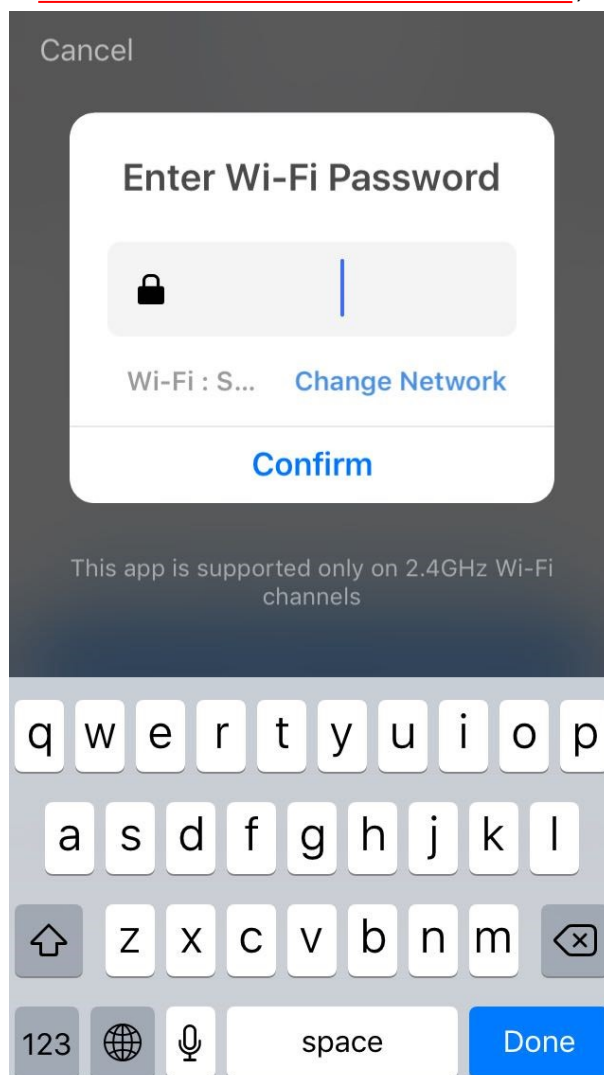 Cancel
Enter Wi-Fi Password
Wi-Fi : S... Change Network
Confirm
This app is supported only on 2.4GHz Wi-Fi
channels
q w e r t y u i o p
a s d f g h j k l
z x c v b n m
123 space Done